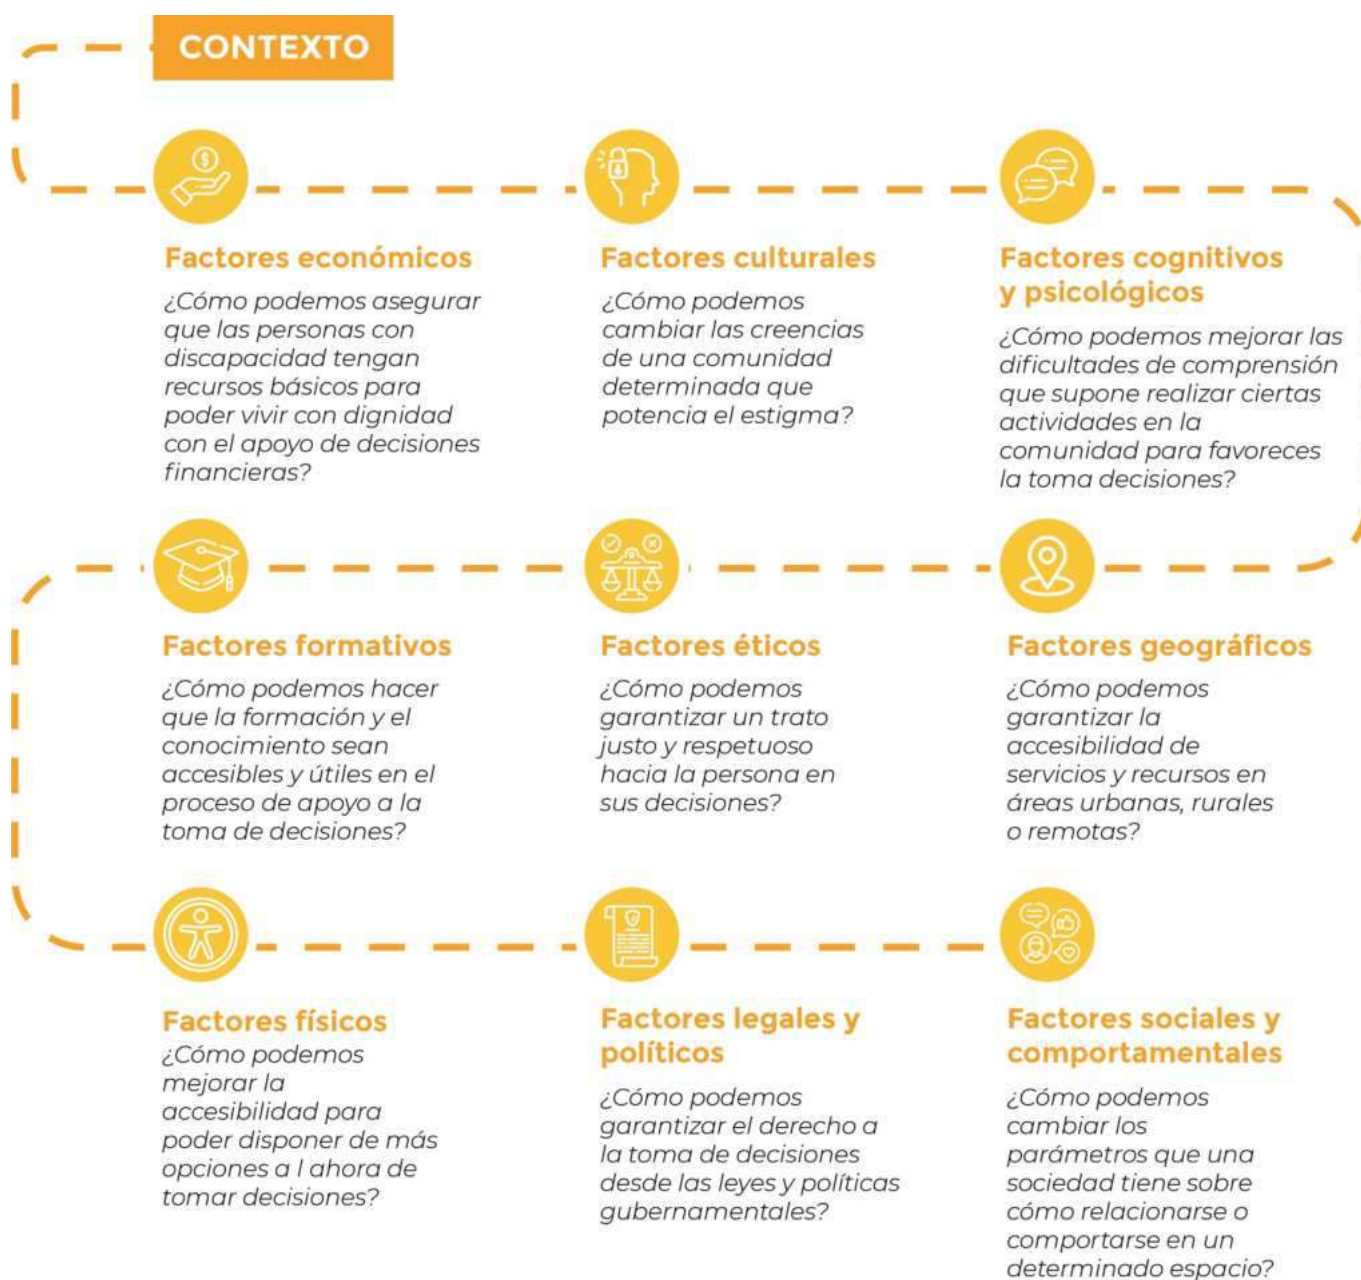 CONTEXTO
Factores económicos
¿Cómo podemos asegurar
que las personas con
discapacidad tengan
recursos básicos para
poder vivir con dignidad
con el apoyo de decisiones
financieras?
Factores culturales
¿Cómo podemos
cambiar las creencias
de una comunidad
determinada que
potencia el estigma?
Factores cognitivos
y psicológicos
¿Cómo podemos mejorar las
dificultades de comprensión
que supone realizar ciertas
actividades en la
comunidad para favoreces
la toma decisiones?
Factores formativos
¿Cómo podemos hacer
que la formación y el
conocimiento sean
accesibles y útiles en el
proceso de apoyo a la
toma de decisiones?
Factores éticos
¿Cómo podemos
garantizar un trato
justo y respetuoso
hacia la persona en
sus decisiones?
Factores geográficos
¿Cómo podemos
garantizar la
accesibilidad de
servicios y recursos en
áreas urbanas, rurales
o remotas?
Factores físicos
¿Cómo podemos
mejorar la
accesibilidad para
poder disponer de más
opciones a l ahora de
tomar decisiones?
Factores legales y
políticos
¿Cómo podemos
garantizar el derecho a
la toma de decisiones
desde las leyes y políticas
gubernamentales?
Factores sociales y
comportamentales
¿Cómo podemos
cambiar los
parámetros que una
sociedad tiene sobre
cómo relacionarse o
comportarse en un
determinado espacio?